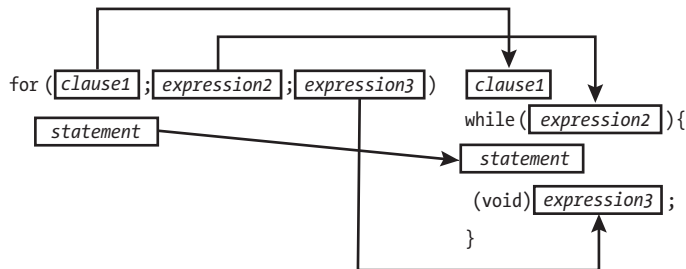 for ( clause1 ; expression2 ; expression3 )
statement
clause1
while ( expression2 ) {
statement
(void) expression3 ;
}